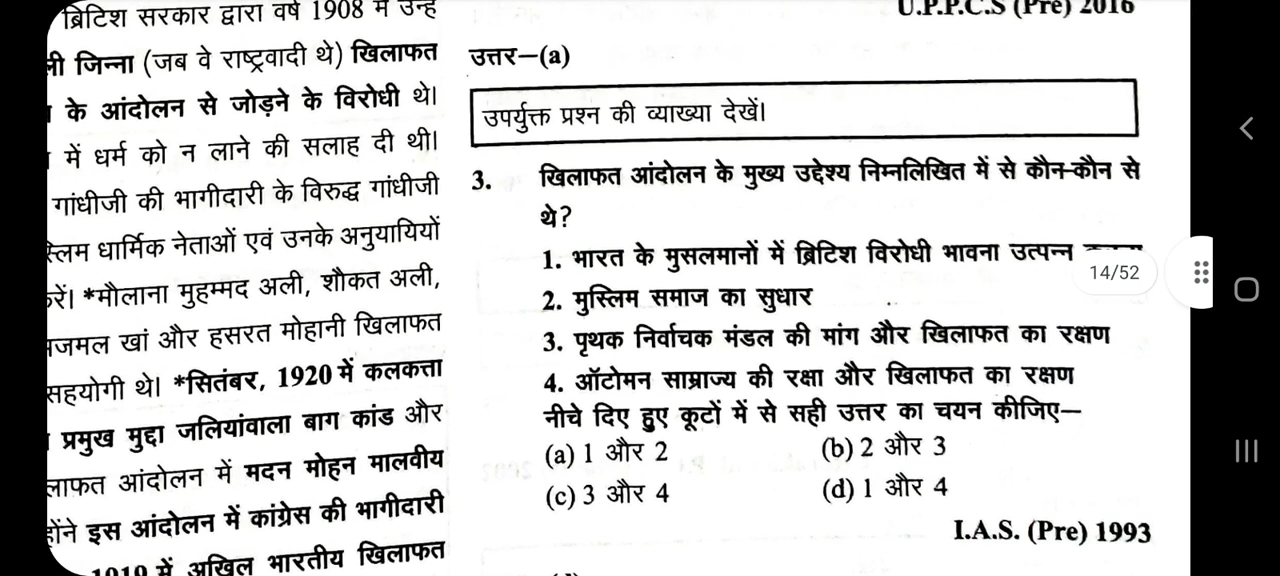 ब्रिटिश सरकार द्वारा वर्ष 1908 में उन्हें
ली जिन्ना (जब वे राष्ट्रवादी थे) खिलाफत
के आंदोलन से जोड़ने के विरोधी थे।
में धर्म को न लाने की सलाह दी थी।
गांधीजी की भागीदारी के विरुद्ध गांधीजी
स्लिम धार्मिक नेताओं एवं उनके अनुयायियों
करें। *मौलाना मुहम्मद अली, शौकत अली,
जमल खां और हसरत मोहानी खिलाफत
सहयोगी थे। *सितंबर, 1920 में कलकत्ता
प्रमुख मुद्दा जलियांवाला बाग कांड और
लाफत आंदोलन में मदन मोहन मालवीय
होंने इस आंदोलन में कांग्रेस की भागीदारी
1919 में अखिल भारतीय खिलाफत
U.P.P.C.S (Pre) 2016
उत्तर–(a)
उपर्युक्त प्रश्न की व्याख्या देखें।
3. खिलाफत आंदोलन के मुख्य उद्देश्य निम्नलिखित में से कौन-कौन से
थे?
1. भारत के मुसलमानों में ब्रिटिश विरोधी भावना उत्पन्न
2. मुस्लिम समाज का सुधार
3. पृथक निर्वाचक मंडल की मांग और खिलाफत का रक्षण
4. ऑटोमन साम्राज्य की रक्षा और खिलाफत का रक्षण
नीचे दिए हुए कूटों में से सही उत्तर का चयन कीजिए–
(a) 1 और 2 (b) 2 और 3
(c) 3 और 4 (d) 1 और 4
I.A.S. (Pre) 1993
14/52